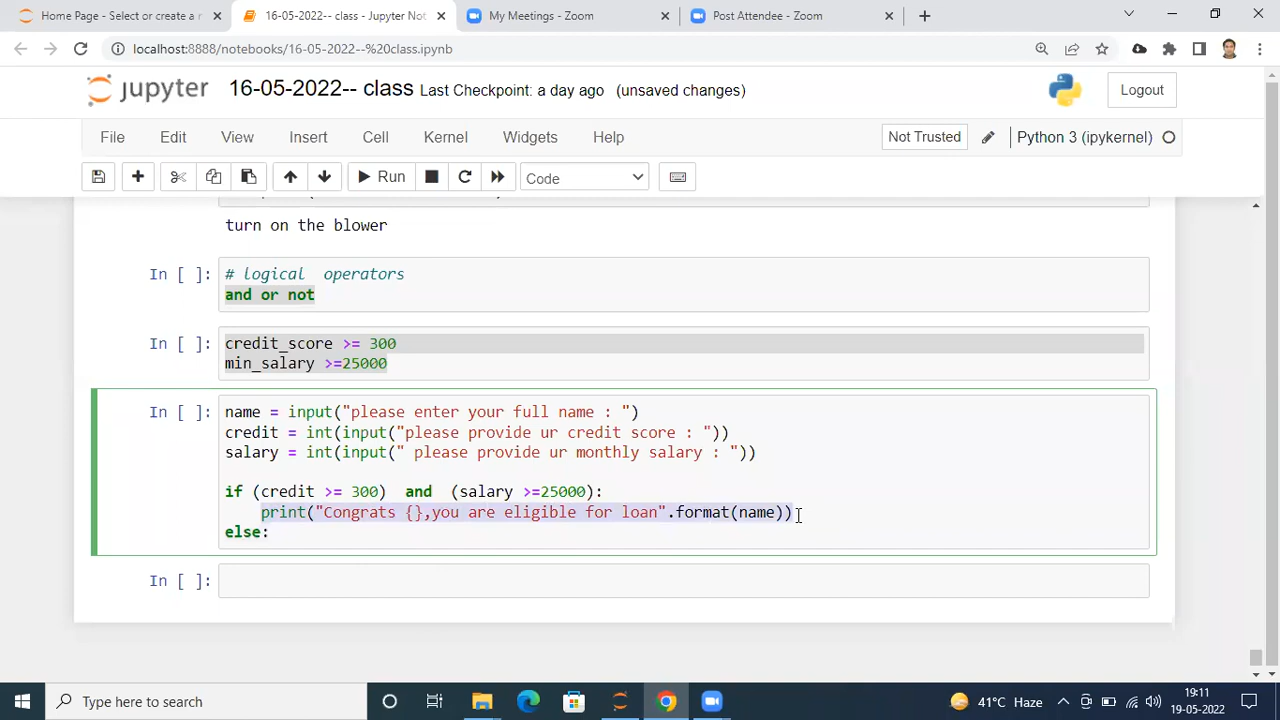 Home Page - Select or create a n
16-05-2022-- class - Jupyter Not
My Meetings - Zoom
Post Attendee - Zoom
localhost:8888/notebooks/16-05-2022--%20class.ipynb
jupyter 16-05-2022-- class Last Checkpoint: a day ago (unsaved changes)
Logout
File Edit View Insert Cell Kernel Widgets Help
Not Trusted
Python 3 (ipykernel)
Run
Code
turn on the blower
In [ ]: # logical  operators
and or not
In [ ]: credit_score >= 300
min_salary >=25000
In [ ]: name = input("please enter your full name : ")
credit = int(input("please provide ur credit score : "))
salary = int(input(" please provide ur monthly salary : "))
if (credit >= 300)  and  (salary >=25000):
print("Congrats {},you are eligible for loan".format(name))
else:
In [ ]:
Type here to search
41°C Haze
19:11
19-05-2022